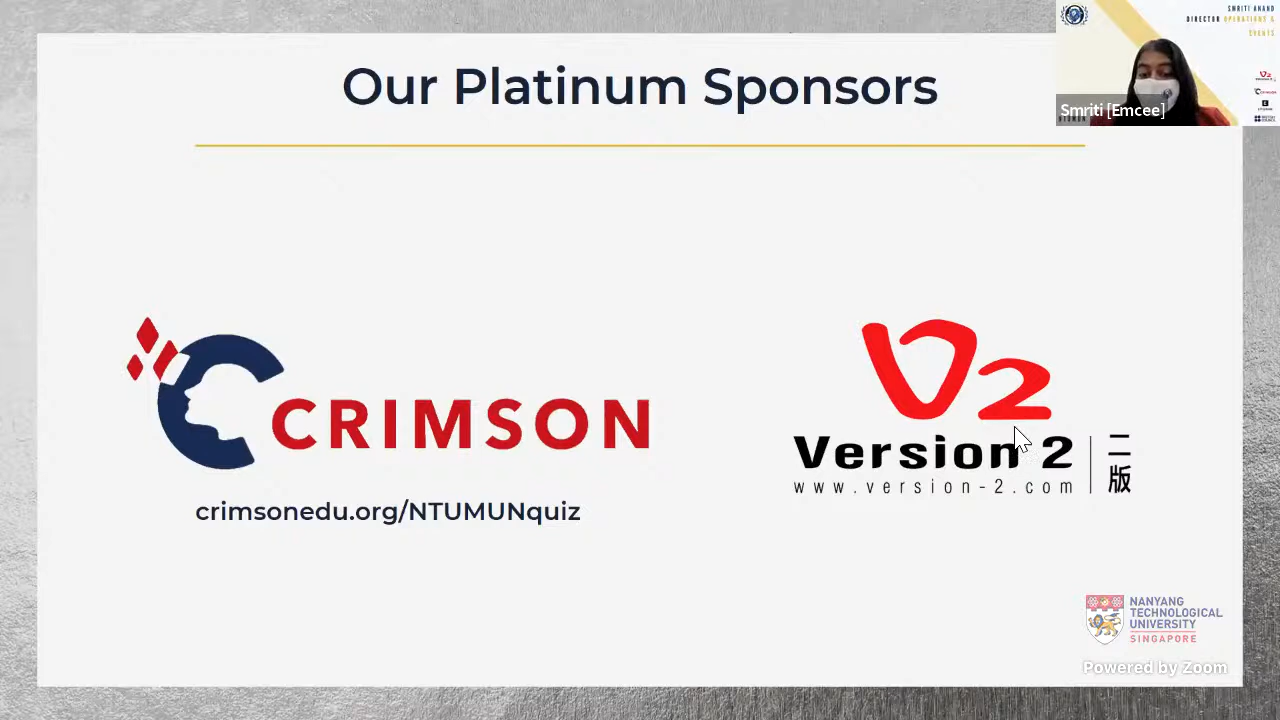 Our Platinum Sponsors
SMRITI ANAND
DIRECTOR OPERATIONS &
EVENTS
Smriti [Emcee]
CRIMSON
crimsonedu.org/NTUMUNquiz
V2
Version 2
www.version-2.com
二版
NANYANG
TECHNOLOGICAL
UNIVERSITY
SINGAPORE
Powered by Zoom